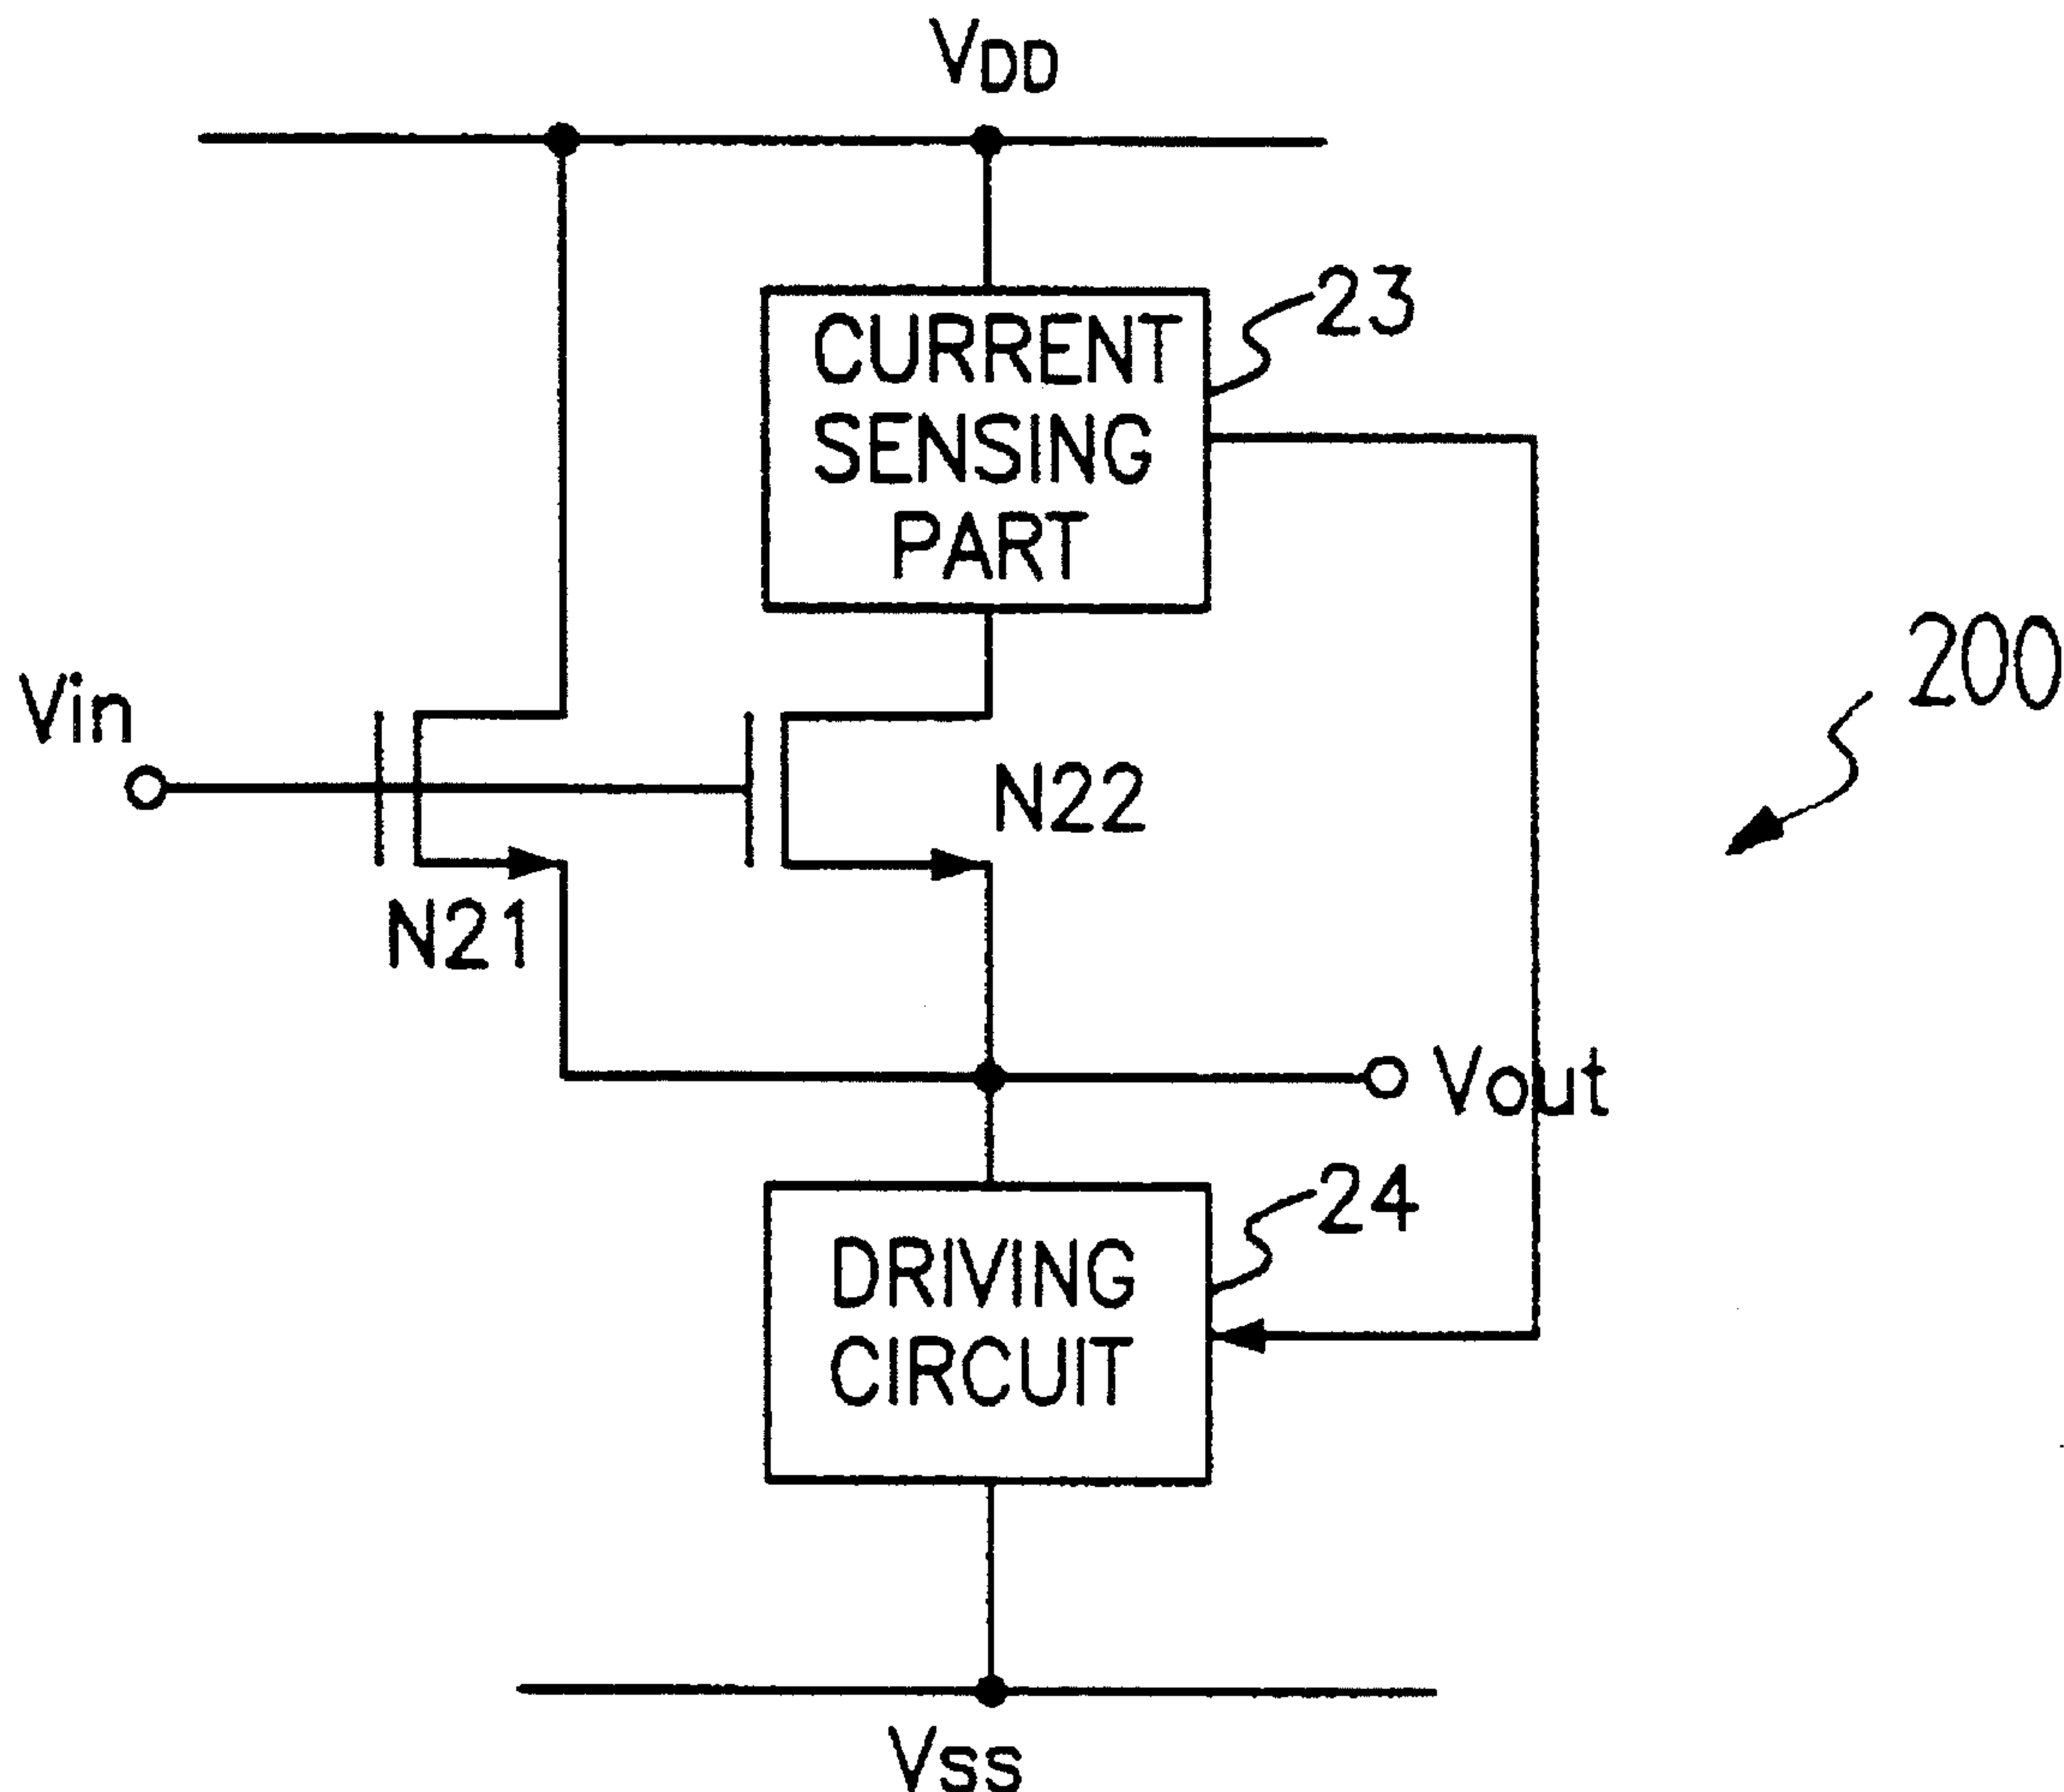 VDD
23
CURRENT
SENSING
PART
200
Vin
N22
N21
Vout
24
DRIVING
CIRCUIT
Vss